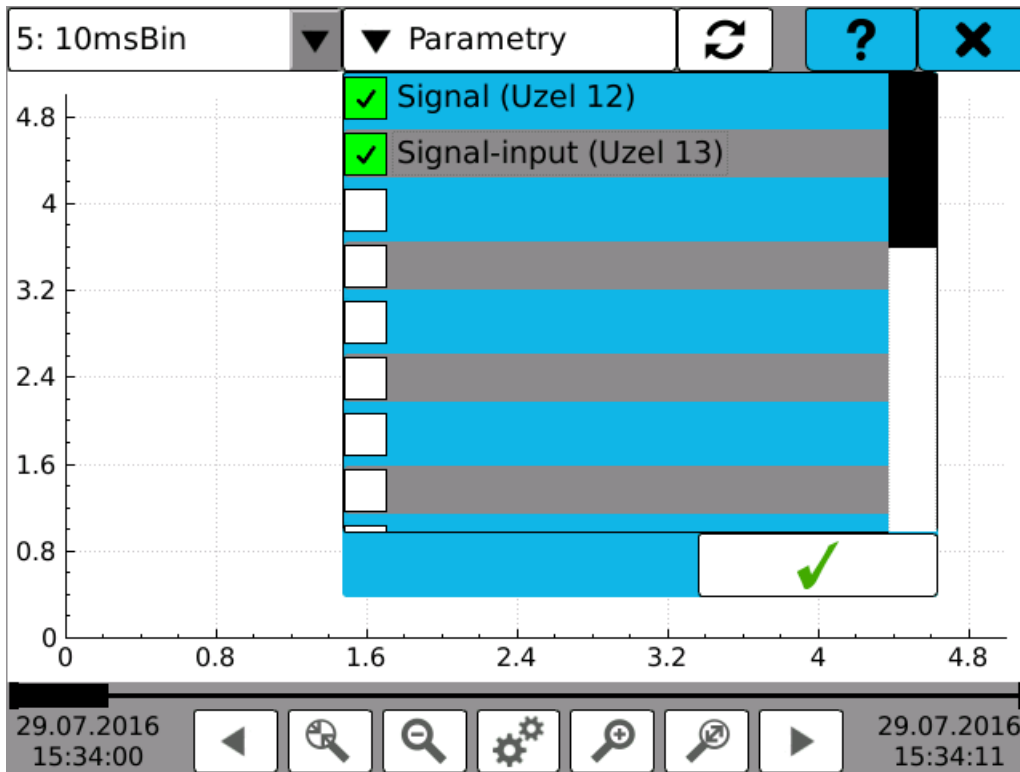 5: 10msBin
Parametry
?
Signal (Uzel 12)
Signal-input (Uzel 13)
4.8
4
3.2
2.4
1.6
0.8
0
0 0.8 1.6 2.4 3.2 4 4.8
29.07.2016
15:34:00
29.07.2016
15:34:11